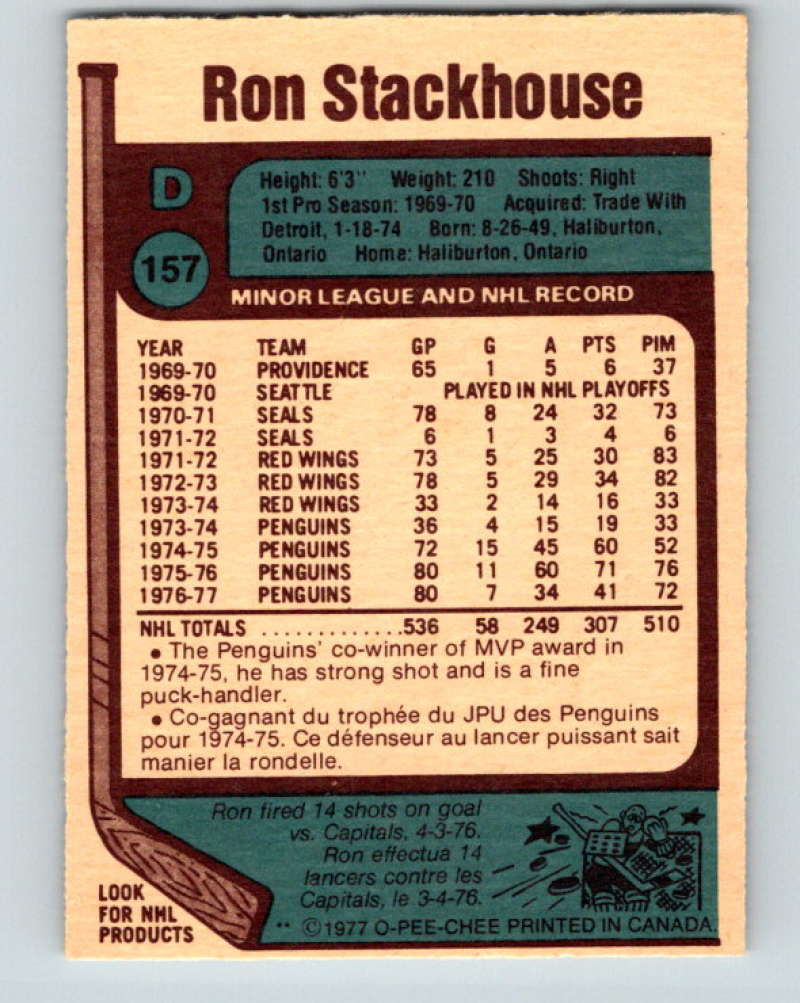 Ron Stackhouse
D
157
Height: 6'3" Weight: 210 Shoots: Right
1st Pro Season: 1969-70 Acquired: Trade With
Detroit, 1-18-74 Born: 8-26-49, Haliburton,
Ontario Home: Haliburton, Ontario
MINOR LEAGUE AND NHL RECORD
YEAR TEAM GP G A PTS PIM
1969-70 PROVIDENCE 65 1 5 6 37
1969-70 SEATTLE PLAYED IN NHL PLAYOFFS
1970-71 SEALS 78 8 24 32 73
1971-72 SEALS 6 1 3 4 6
1971-72 RED WINGS 73 5 25 30 83
1972-73 RED WINGS 78 5 29 34 82
1973-74 RED WINGS 33 2 14 16 33
1973-74 PENGUINS 36 4 15 19 33
1974-75 PENGUINS 72 15 45 60 52
1975-76 PENGUINS 80 11 60 71 76
1976-77 PENGUINS 80 7 34 41 72
NHL TOTALS .............536 58 249 307 510
• The Penguins' co-winner of MVP award in
1974-75, he has strong shot and is a fine
puck-handler.
• Co-gagnant du trophée du JPU des Penguins
pour 1974-75. Ce défenseur au lancer puissant sait
manier la rondelle.
Ron fired 14 shots on goal
vs. Capitals, 4-3-76.
Ron effectua 14
lancers contre les
Capitals, le 3-4-76.
LOOK
FOR NHL
PRODUCTS
** ©1977 O-PEE-CHEE PRINTED IN CANADA.